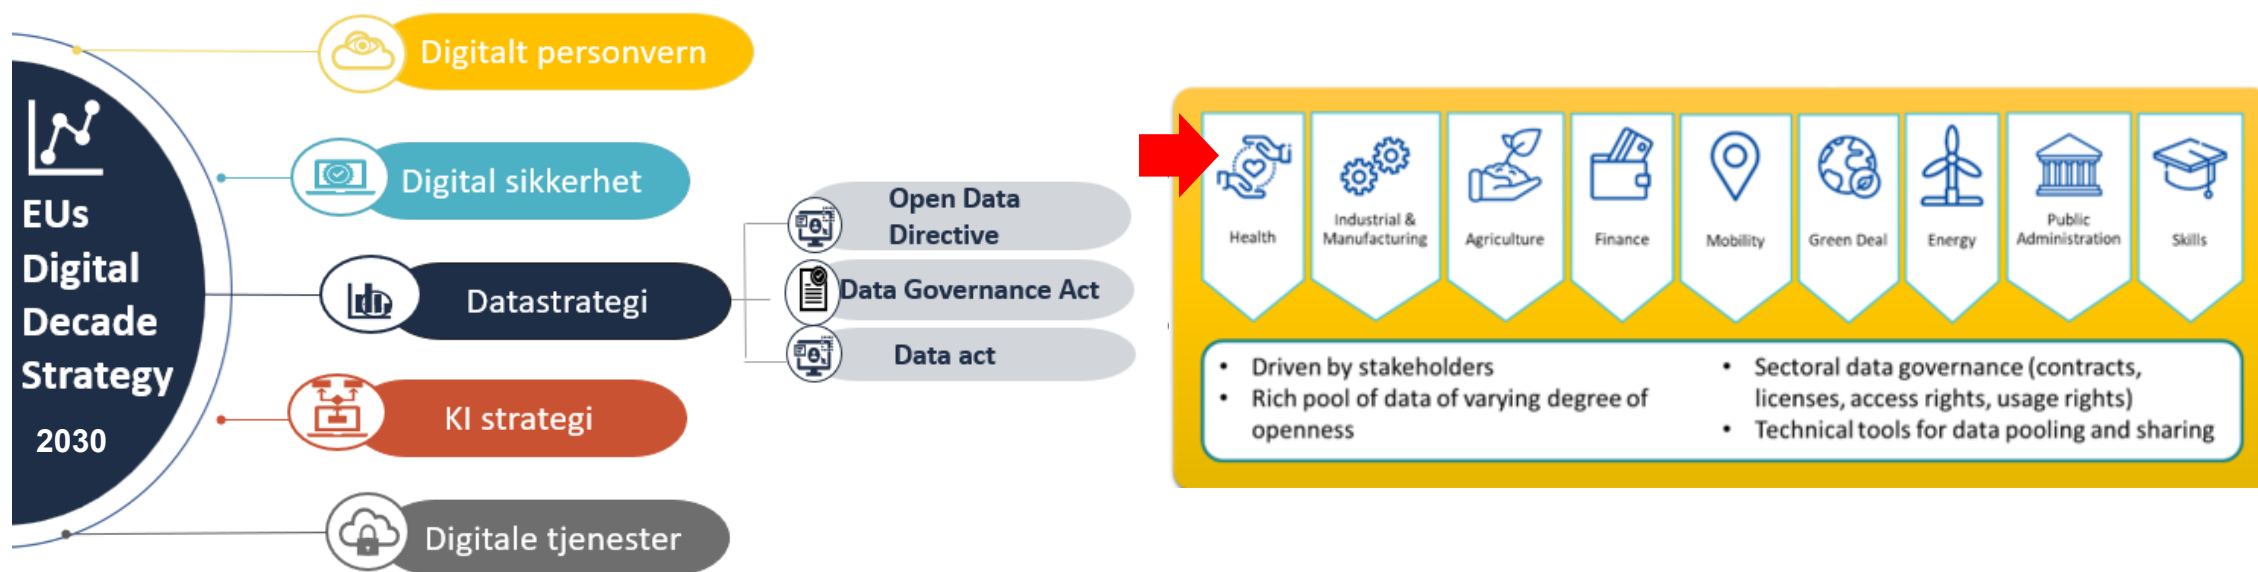 EUs
Digital
Decade
Strategy
2030
Digitalt personvern
Digital sikkerhet
Datastrategi
KI strategi
Digitale tjenester
Open Data
Directive
Data Governance Act
Data act
Health
Industrial &
Manufacturing
Agriculture
Finance
Mobility
Green Deal
Energy
Public
Administration
Skills
• Driven by stakeholders
• Rich pool of data of varying degree of
openness
• Sectoral data governance (contracts,
licenses, access rights, usage rights)
• Technical tools for data pooling and sharing